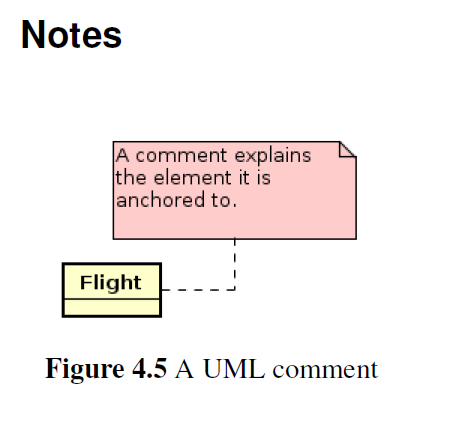 Notes
A comment explains
the element it is
anchored to.
Flight
Figure 4.5 A UML comment